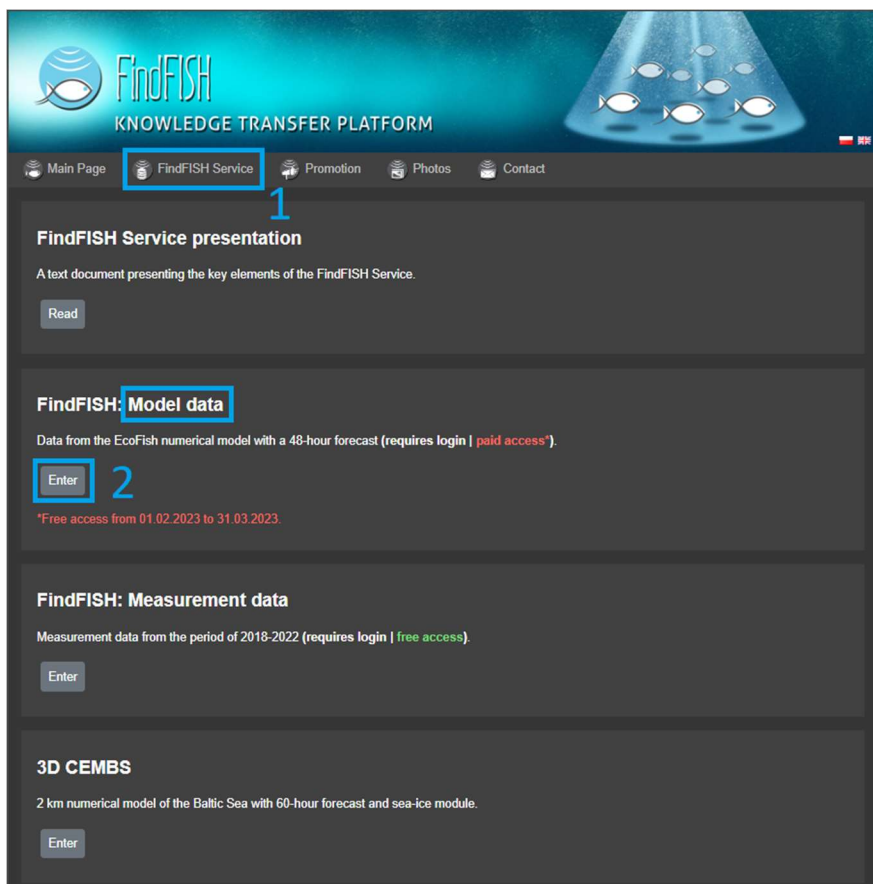 FindFISH
KNOWLEDGE TRANSFER PLATFORM
Main Page FindFISH Service Promotion Photos Contact
1
FindFISH Service presentation
A text document presenting the key elements of the FindFISH Service.
Read
FindFISH: Model data
Data from the EcoFish numerical model with a 48-hour forecast (requires login | paid access*).
Enter 2
*Free access from 01.02.2023 to 31.03.2023.
FindFISH: Measurement data
Measurement data from the period of 2018-2022 (requires login | free access).
Enter
3D CEMBS
2 km numerical model of the Baltic Sea with 60-hour forecast and sea-ice module.
Enter